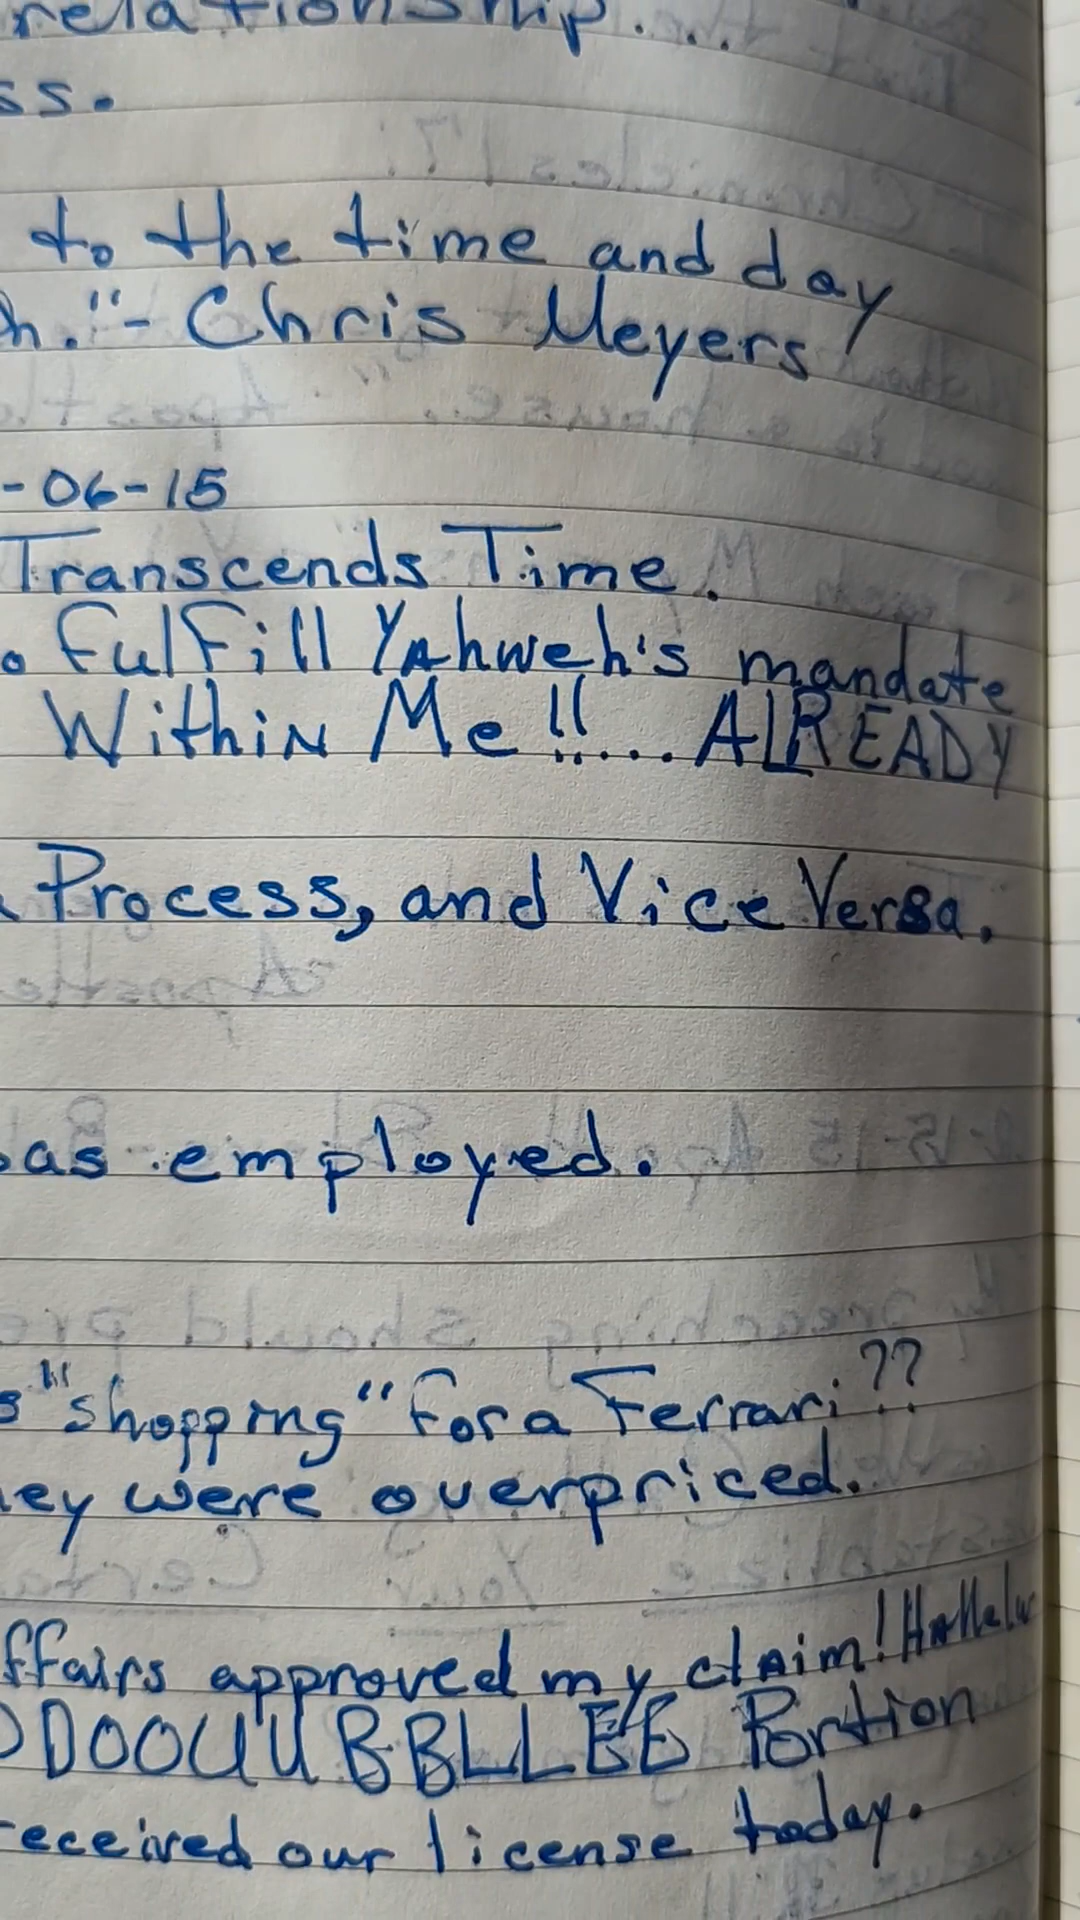 relationship....
ss.
to the time and day
h." - Chris Meyers
-06-15
Transcends Time.
o fulfill Yahweh's mandate
Within Me!!.... AlREADY
Process, and Vice Versa.
as employed.
s "shopping" for a Ferrari??
ey were overpriced.
ffairs approved my claim! Hallelu
DDOOUUBBLLEE Portion
received our license today.